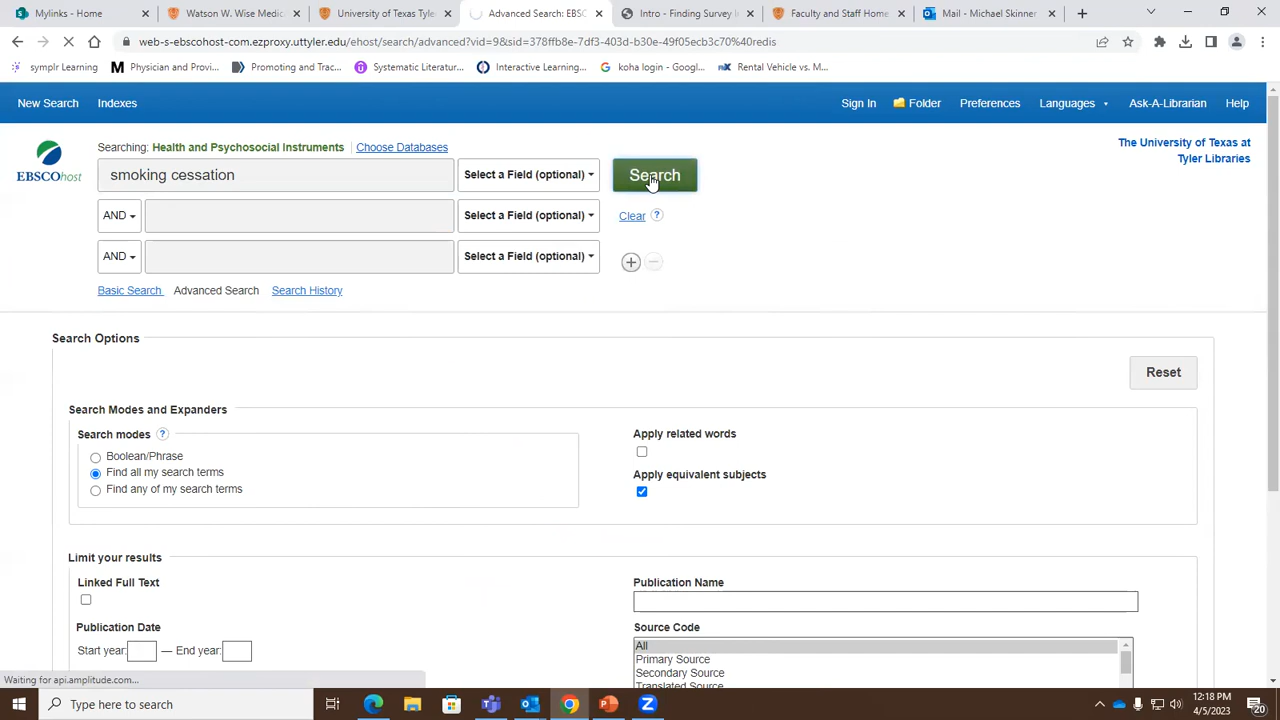 Mylinks - Home
Watson W. Wise Medic
University of Texas at Tyler
Advanced Search: EBSC
Intro - Finding Survey I
Faculty and Staff Home
Mail - Michael Skinner
web-s-ebscohost-com.ezproxy.uttyler.edu/ehost/search/advanced?vid=9&sid=378ffb8e-7df3-403d-b30e-49f05ecb3c70%40redis
symplr Learning
Physician and Provi...
Promoting and Trac...
Systematic Literatur...
Interactive Learning...
koha login - Googl...
Rental Vehicle vs. M...
New Search Indexes
Sign In Folder Preferences Languages Ask-A-Librarian Help
Searching: Health and Psychosocial Instruments Choose Databases
The University of Texas at
Tyler Libraries
EBSCOhost
smoking cessation Select a Field (optional) Search
AND Select a Field (optional) Clear ?
AND Select a Field (optional)
Basic Search Advanced Search Search History
Search Options
Reset
Search Modes and Expanders
Search modes ?
Boolean/Phrase
Find all my search terms
Find any of my search terms
Apply related words
Apply equivalent subjects
Limit your results
Linked Full Text
Publication Date
Start year: — End year:
Publication Name
Source Code
All
Primary Source
Secondary Source
Translated Source
Waiting for api.amplitude.com...
Type here to search
12:18 PM
4/5/2023
20